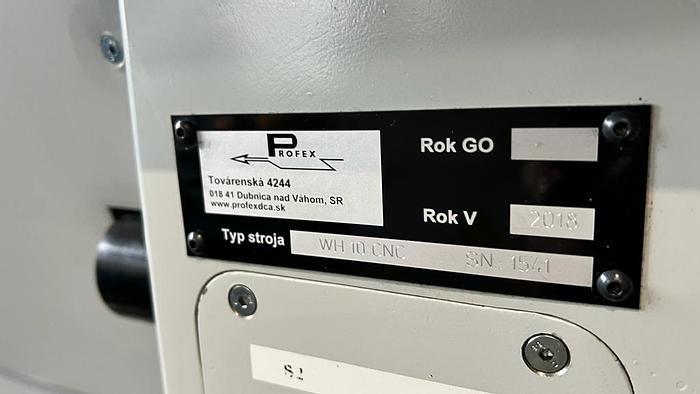 PROFEX
Továrenská 4244
018 41 Dubnica nad Váhom, SR
www.profexdca.sk
Rok GO
Rok V 2018
Typ stroja WH 10 CNC SN. 1541
S2